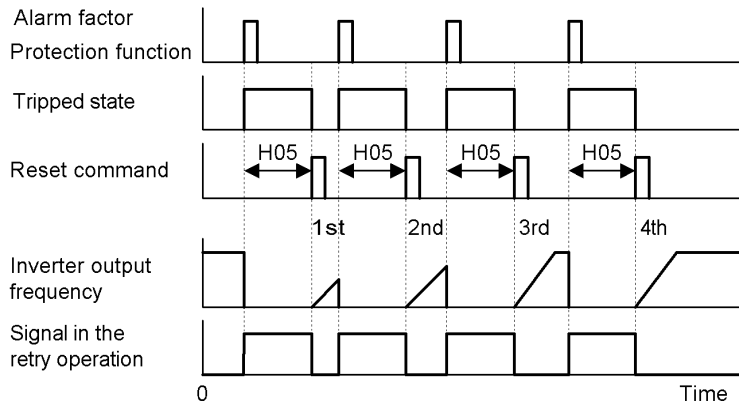 Alarm factor
Protection function
Tripped state
H05 H05 H05 H05
Reset command
1st 2nd 3rd 4th
Inverter output
frequency
Signal in the
retry operation
0 Time